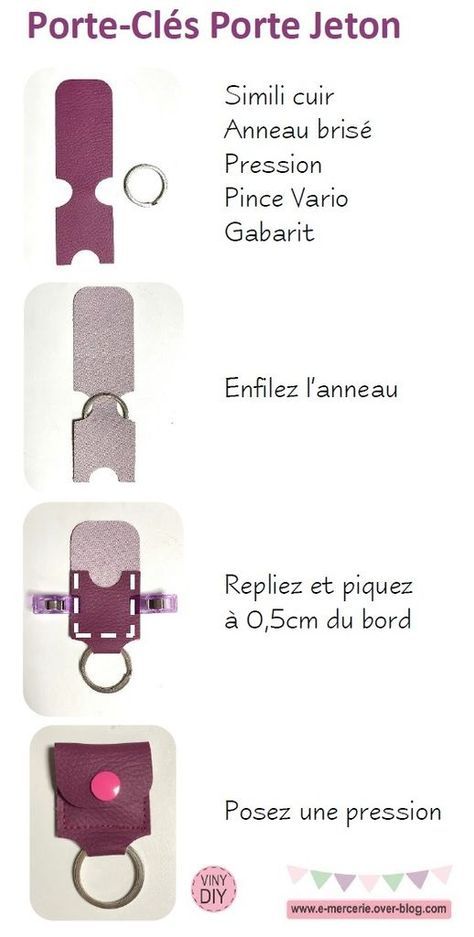 Porte-Clés Porte Jeton
Simili cuir
Anneau brisé
Pression
Pince Vario
Gabarit
Enfilez l'anneau
Repliez et piquez
à 0,5cm du bord
Posez une pression
VINY
DIY
www.e-mercerie.over-blog.com